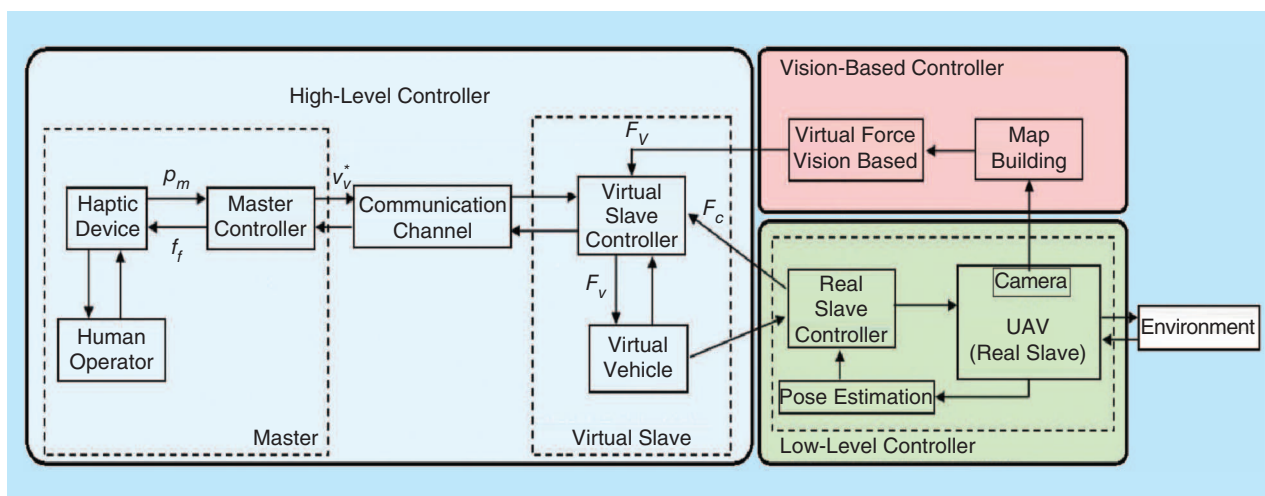 High-Level Controller
Haptic
Device
p_m
f_f
Master
Controller
v_v^*
Communication
Channel
F_V
Virtual
Slave
Controller
F_v
Virtual
Vehicle
F_c
Human
Operator
Master
Virtual Slave
Vision-Based Controller
Virtual Force
Vision Based
Map
Building
Real
Slave
Controller
Camera
UAV
(Real Slave)
Pose Estimation
Low-Level Controller
Environment